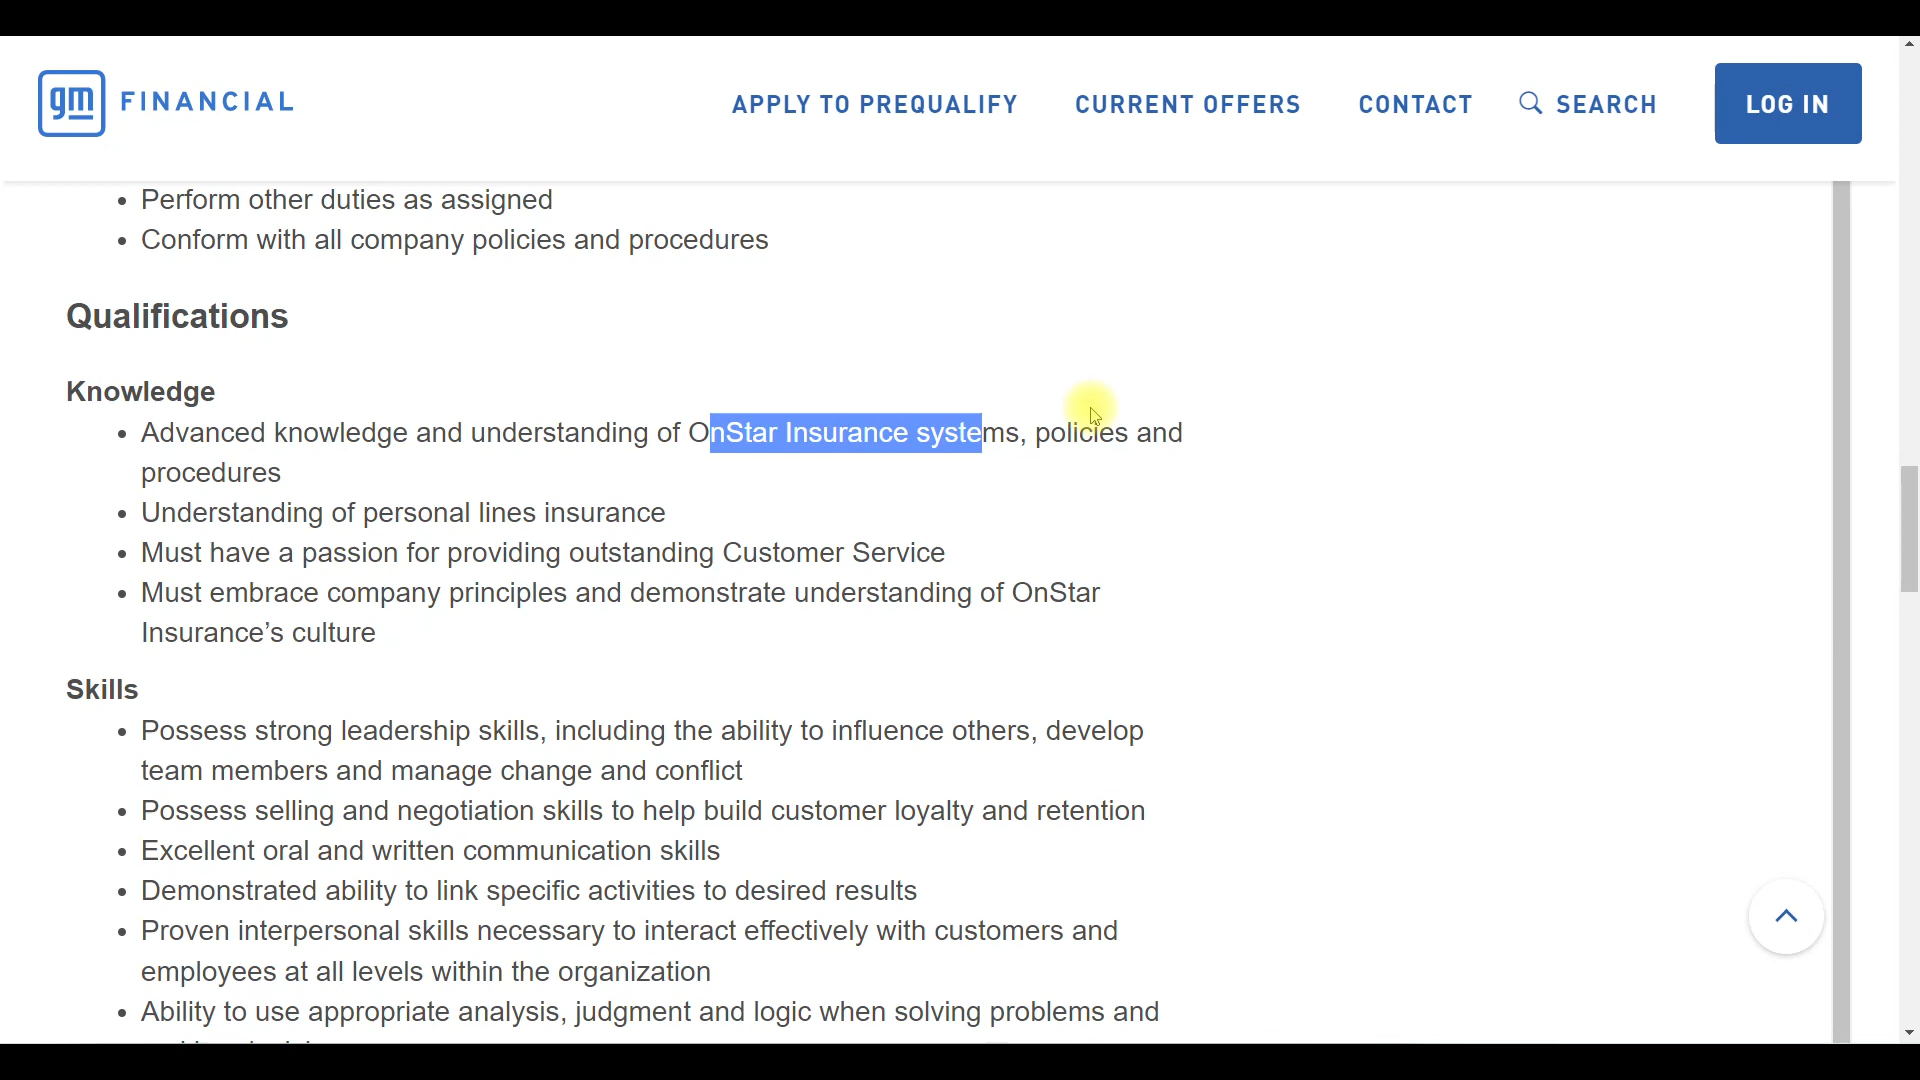 gm FINANCIAL
APPLY TO PREQUALIFY
CURRENT OFFERS
CONTACT
SEARCH
LOG IN
• Perform other duties as assigned
• Conform with all company policies and procedures
Qualifications
Knowledge
• Advanced knowledge and understanding of OnStar Insurance systems, policies and
procedures
• Understanding of personal lines insurance
• Must have a passion for providing outstanding Customer Service
• Must embrace company principles and demonstrate understanding of OnStar
Insurance’s culture
Skills
• Possess strong leadership skills, including the ability to influence others, develop
team members and manage change and conflict
• Possess selling and negotiation skills to help build customer loyalty and retention
• Excellent oral and written communication skills
• Demonstrated ability to link specific activities to desired results
• Proven interpersonal skills necessary to interact effectively with customers and
employees at all levels within the organization
• Ability to use appropriate analysis, judgment and logic when solving problems and